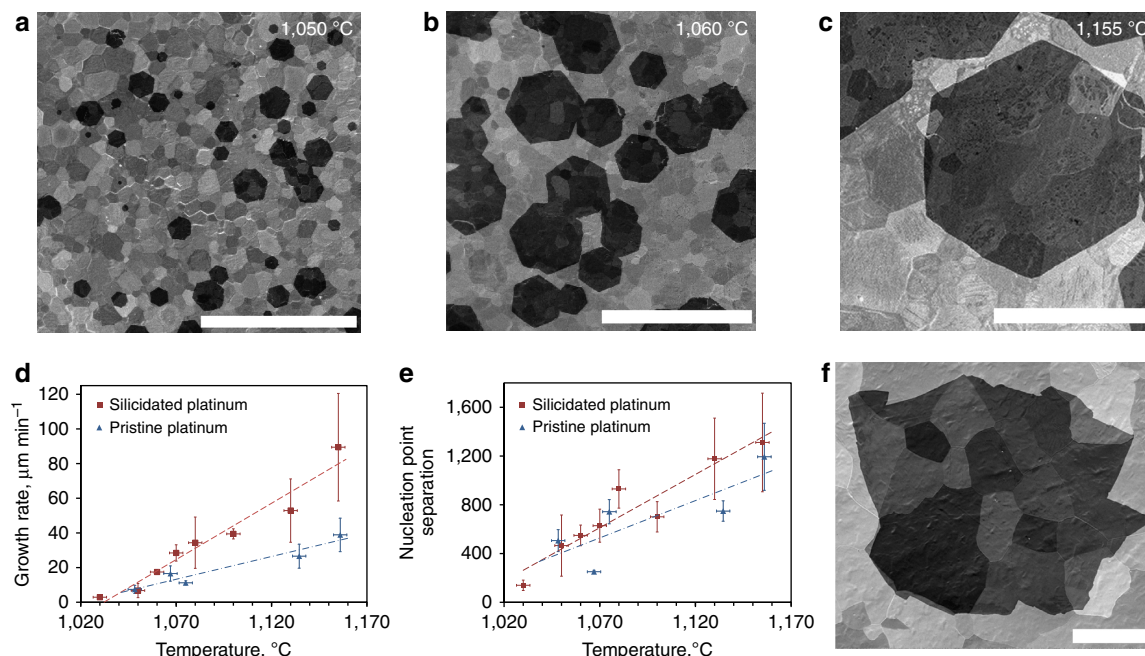 a
1,050 °C
b
1,060 °C
c
1,155 °C
d
120
100
80
60
40
20
0
Growth rate, μm min⁻¹
Silicidated platinum
Pristine platinum
1,020
1,070
1,120
1,170
Temperature, °C
e
1,600
1,200
800
400
0
Nucleation point
separation
Silicidated platinum
Pristine platinum
1,020
1,070
1,120
1,170
Temperature,°C
f